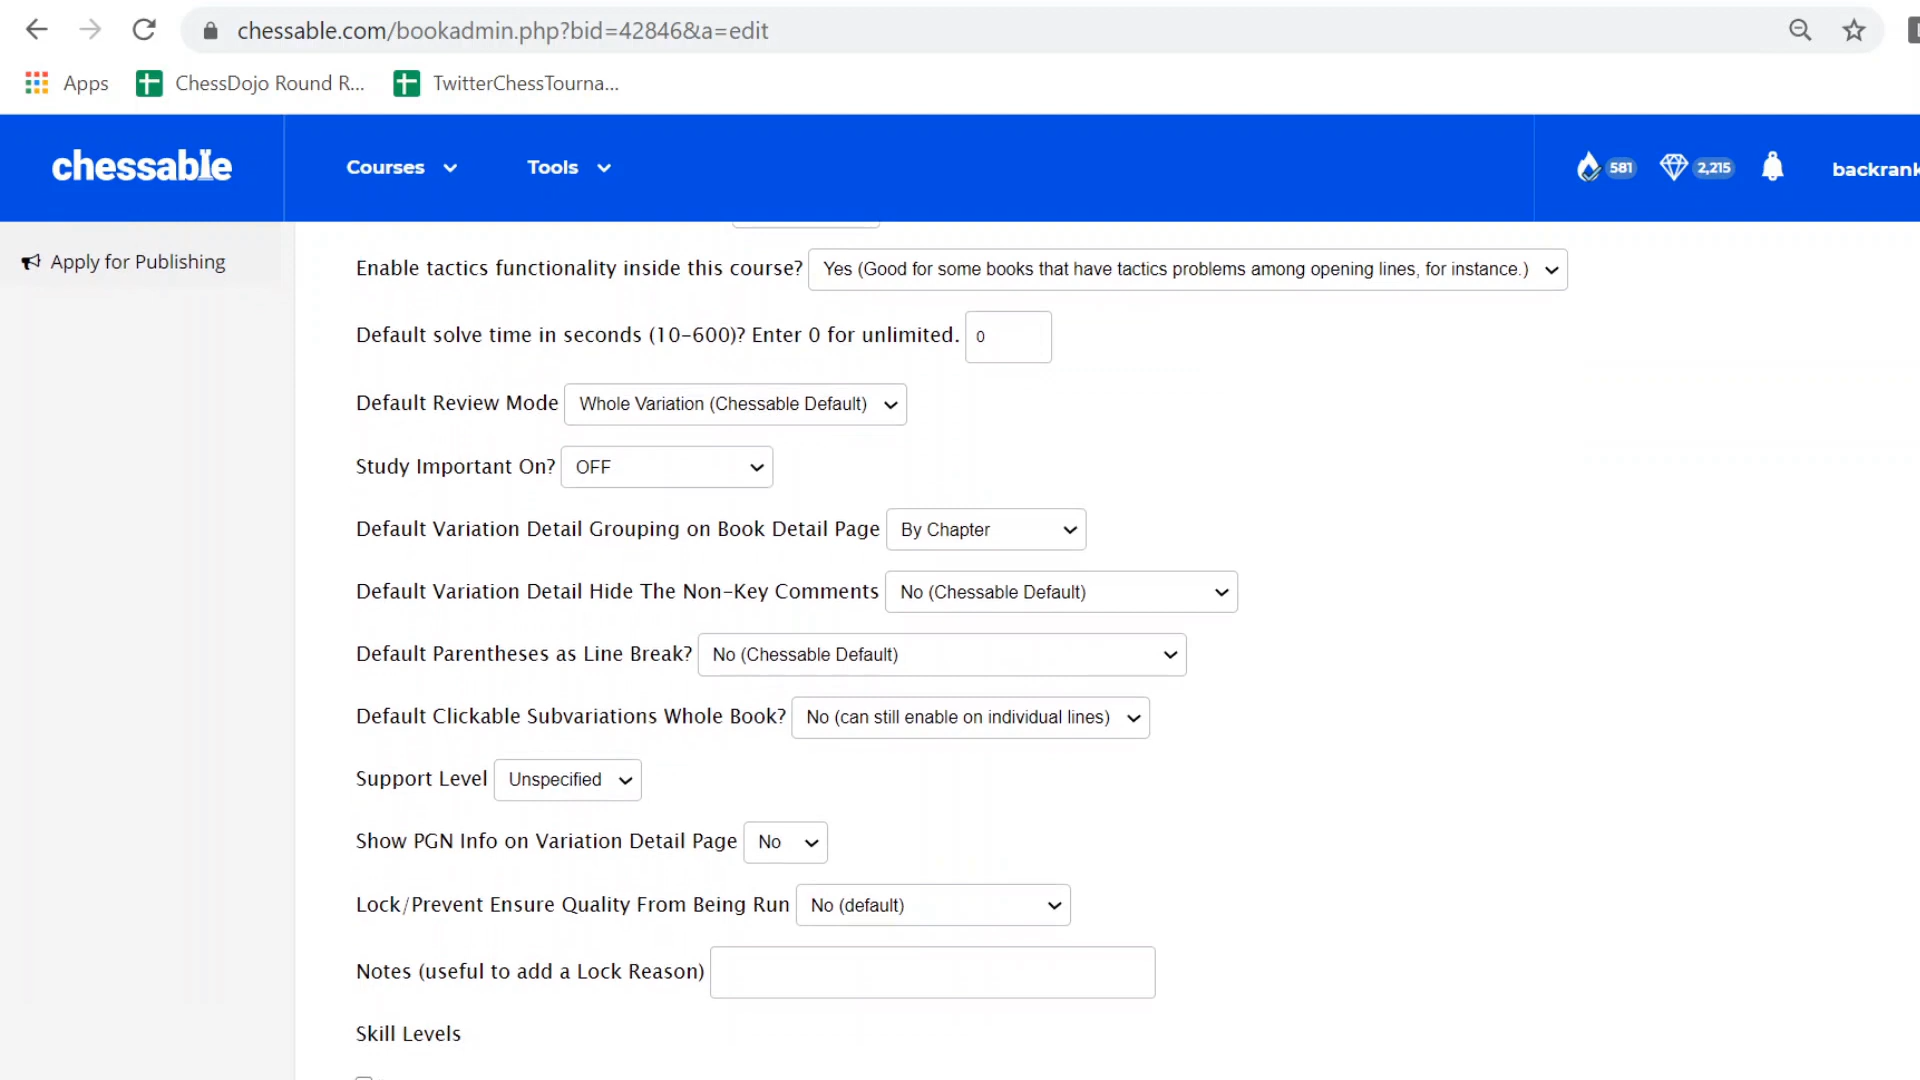 chessable.com/bookadmin.php?bid=42846&a=edit
Apps ChessDojo Round R... TwitterChessTourna...
chessable Courses Tools 581 2,215 backrank
Apply for Publishing
Enable tactics functionality inside this course? Yes (Good for some books that have tactics problems among opening lines, for instance.)
Default solve time in seconds (10-600)? Enter 0 for unlimited. 0
Default Review Mode Whole Variation (Chessable Default)
Study Important On? OFF
Default Variation Detail Grouping on Book Detail Page By Chapter
Default Variation Detail Hide The Non-Key Comments No (Chessable Default)
Default Parentheses as Line Break? No (Chessable Default)
Default Clickable Subvariations Whole Book? No (can still enable on individual lines)
Support Level Unspecified
Show PGN Info on Variation Detail Page No
Lock/Prevent Ensure Quality From Being Run No (default)
Notes (useful to add a Lock Reason)
Skill Levels